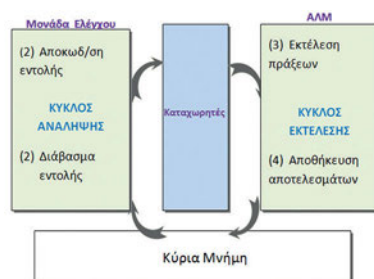 Μονάδα Ελέγχου
(2) Αποκωδ/ση
εντολής
ΚΥΚΛΟΣ
ΑΝΑΛΗΨΗΣ
(2) Διάβασμα
εντολής
Καταχωρητές
ΑΛΜ
(3) Εκτέλεση
πράξεων
ΚΥΚΛΟΣ
ΕΚΤΕΛΕΣΗΣ
(4) Αποθήκευση
αποτελεσμάτων
Κύρια Μνήμη